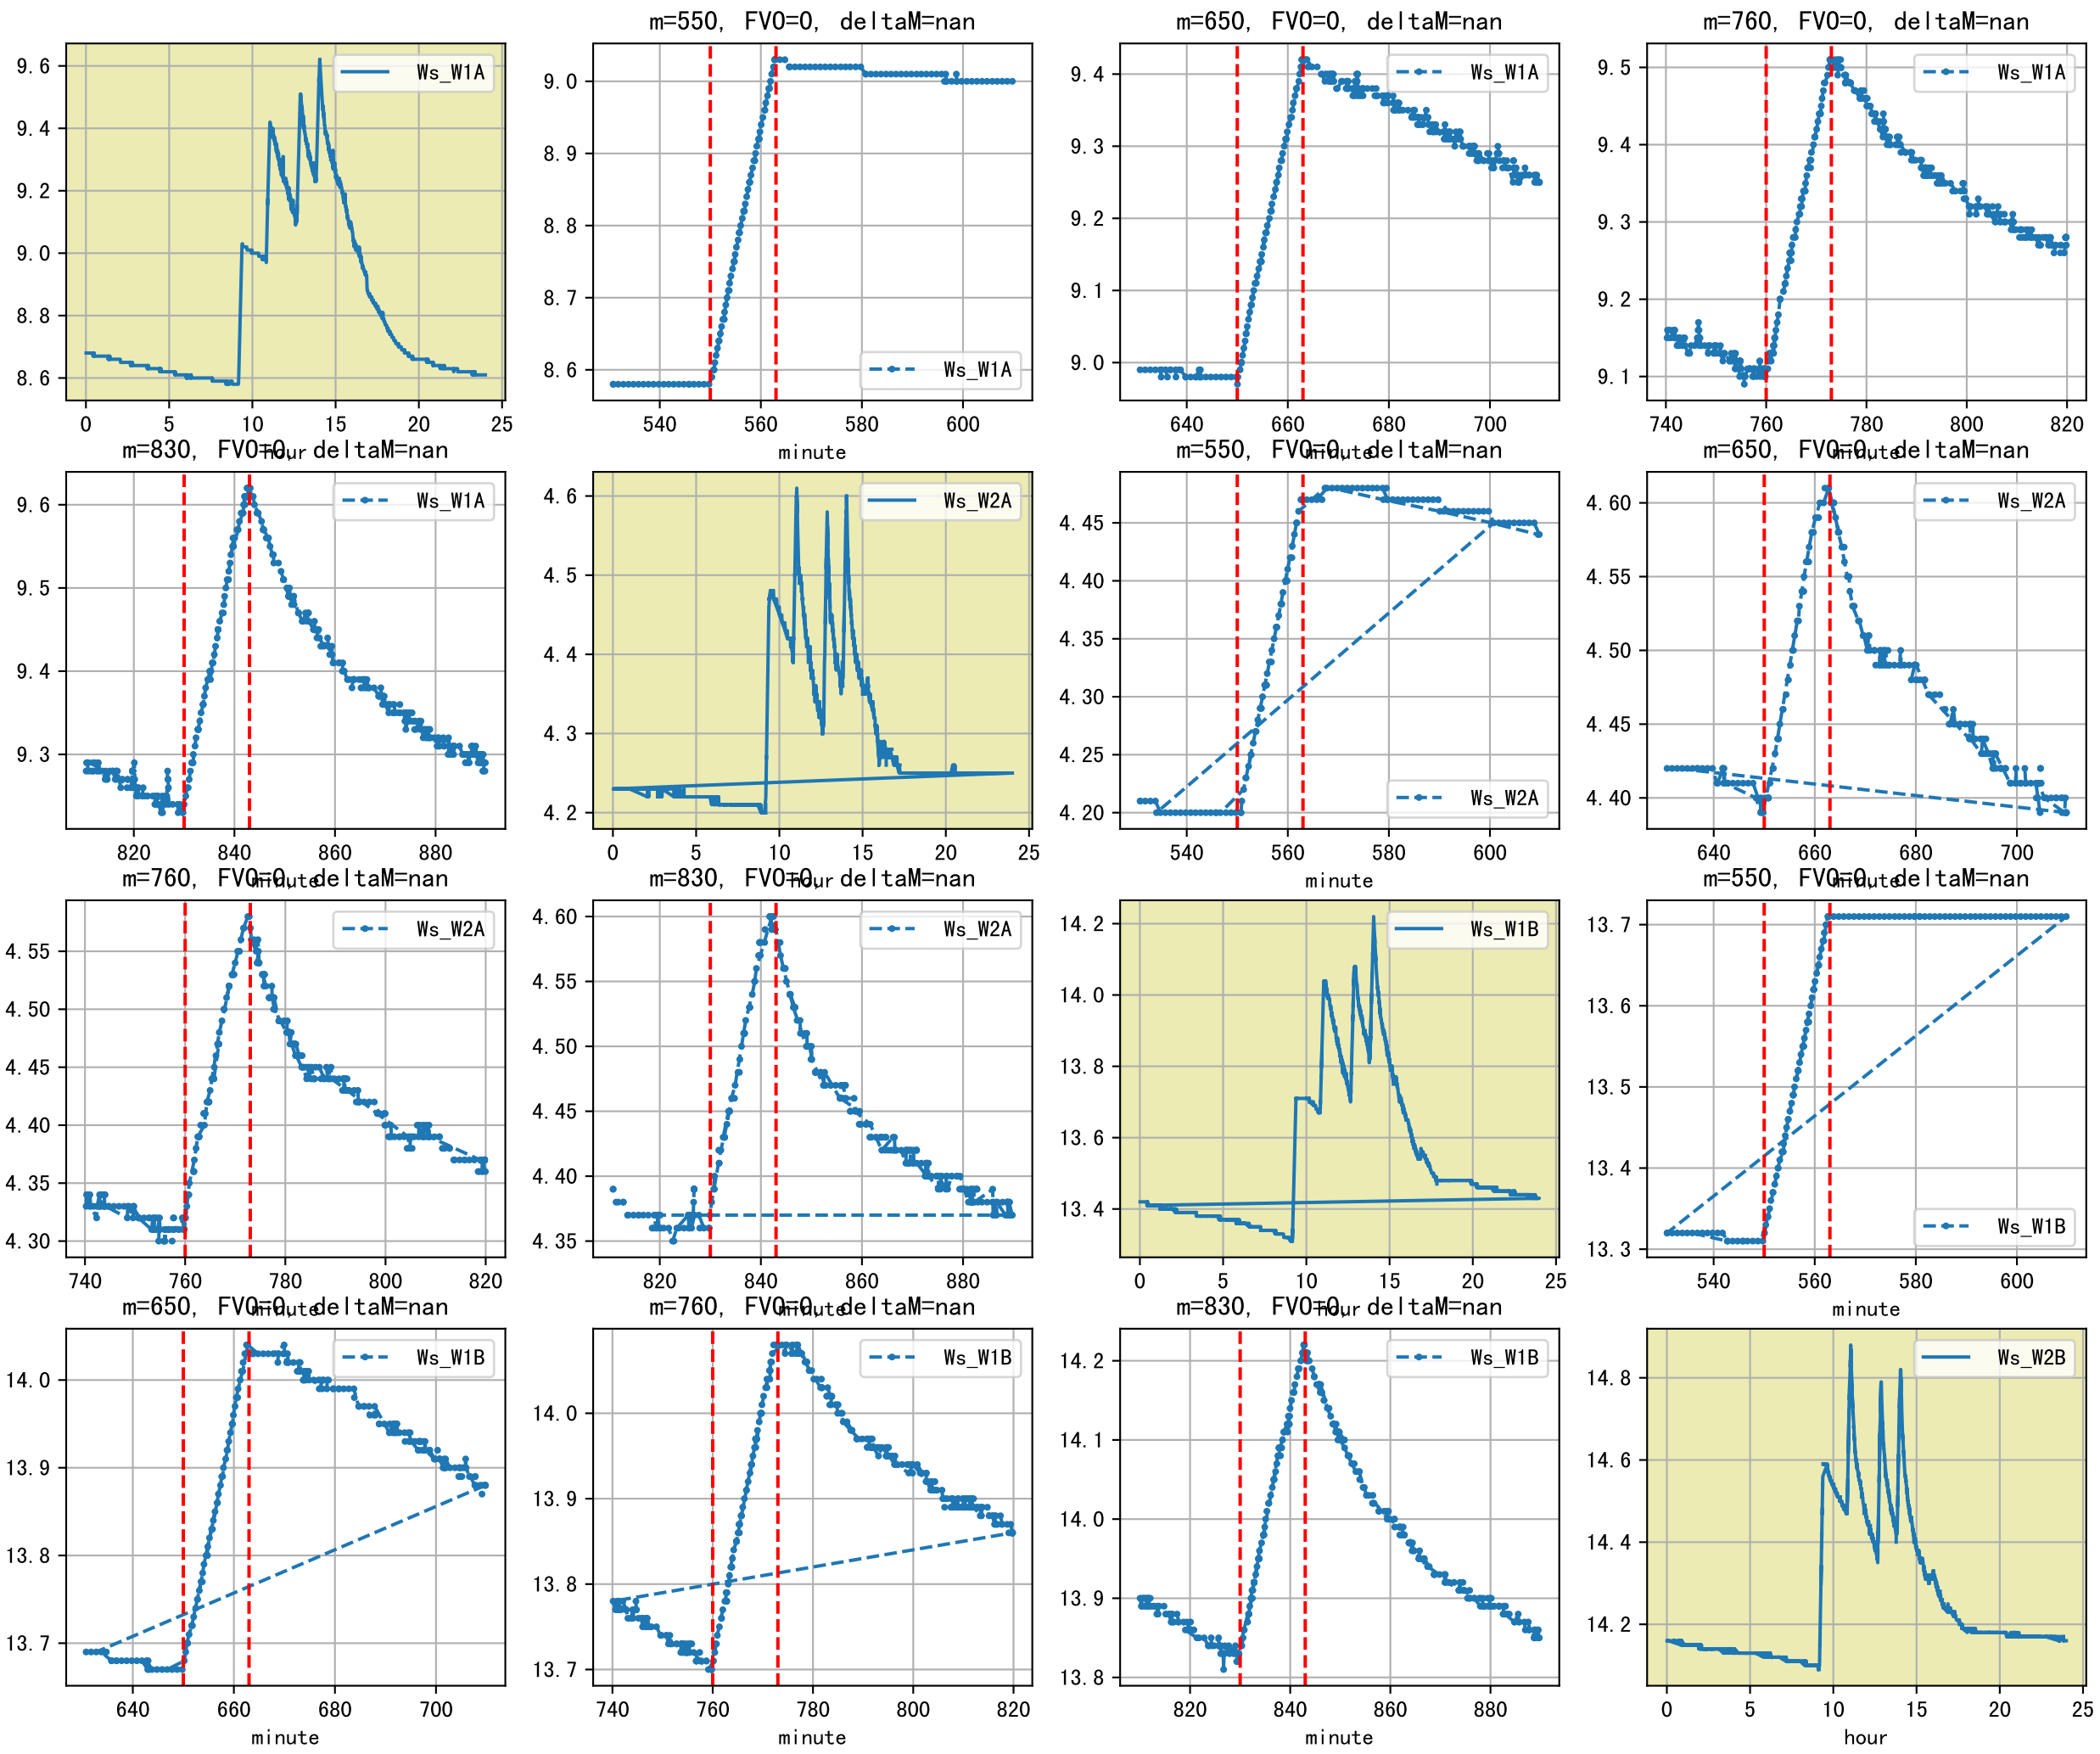 m=550, FV0=0, deltaM=nan
m=650, FV0=0, deltaM=nan
m=760, FV0=0, deltaM=nan
9.6 9.4 9.2 9.0 8.8 8.6
Ws_W1A
0 5 10 15 20 25
hour
9.0 8.9 8.8 8.7 8.6
Ws_W1A
540 560 580 600
minute
9.4 9.3 9.2 9.1 9.0
Ws_W1A
640 660 680 700
minute
9.5 9.4 9.3 9.2 9.1
Ws_W1A
740 760 780 800 820
minute
m=830, FV0=0, deltaM=nan
m=550, FV0=0, deltaM=nan
m=650, FV0=0, deltaM=nan
9.6 9.5 9.4 9.3
Ws_W1A
820 840 860 880
minute
4.6 4.5 4.4 4.3 4.2
Ws_W2A
0 5 10 15 20 25
hour
4.45 4.40 4.35 4.30 4.25 4.20
Ws_W2A
540 560 580 600
minute
4.60 4.55 4.50 4.45 4.40
Ws_W2A
640 660 680 700
minute
m=760, FV0=0, deltaM=nan
m=830, FV0=0, deltaM=nan
m=550, FV0=0, deltaM=nan
4.55 4.50 4.45 4.40 4.35 4.30
Ws_W2A
740 760 780 800 820
minute
4.60 4.55 4.50 4.45 4.40 4.35
Ws_W2A
820 840 860 880
minute
14.2 14.0 13.8 13.6 13.4
Ws_W1B
0 5 10 15 20 25
hour
13.7 13.6 13.5 13.4 13.3
Ws_W1B
540 560 580 600
minute
m=650, FV0=0, deltaM=nan
m=760, FV0=0, deltaM=nan
m=830, FV0=0, deltaM=nan
14.0 13.9 13.8 13.7
Ws_W1B
640 660 680 700
minute
14.0 13.9 13.8 13.7
Ws_W1B
740 760 780 800 820
minute
14.2 14.1 14.0 13.9 13.8
Ws_W1B
820 840 860 880
minute
14.8 14.6 14.4 14.2
Ws_W2B
0 5 10 15 20 25
hour